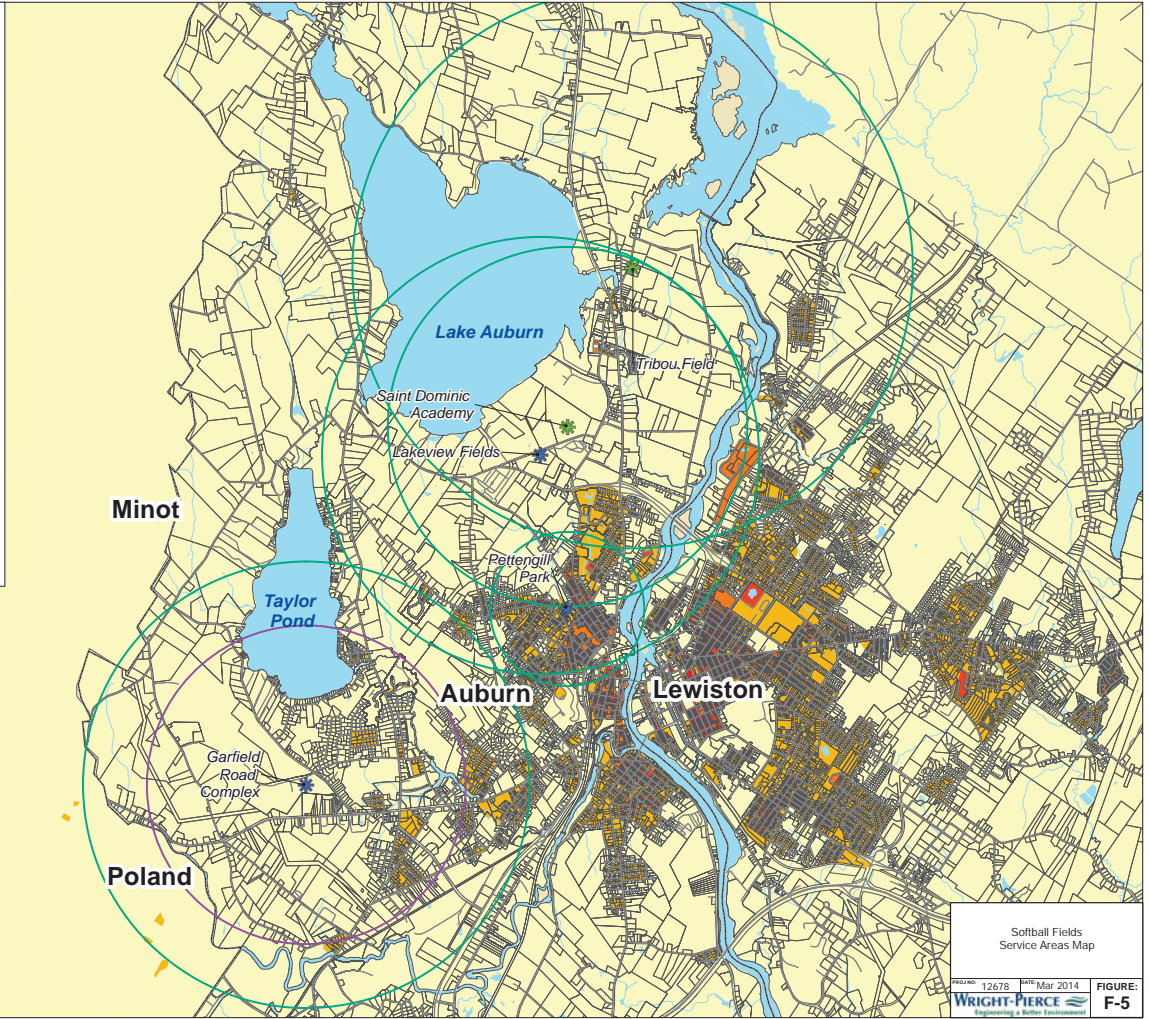 Lake Auburn
Tribou Field
Saint Dominic
Academy
Lakeview Fields
Minot
Pettengill
Park
Taylor
Pond
Auburn
Lewiston
Garfield
Road
Complex
Poland
Softball Fields
Service Areas Map
PROJ NO: 12678 DATE: Mar 2014 FIGURE:
WRIGHT-PIERCE F-5
Engineering a Better Environment